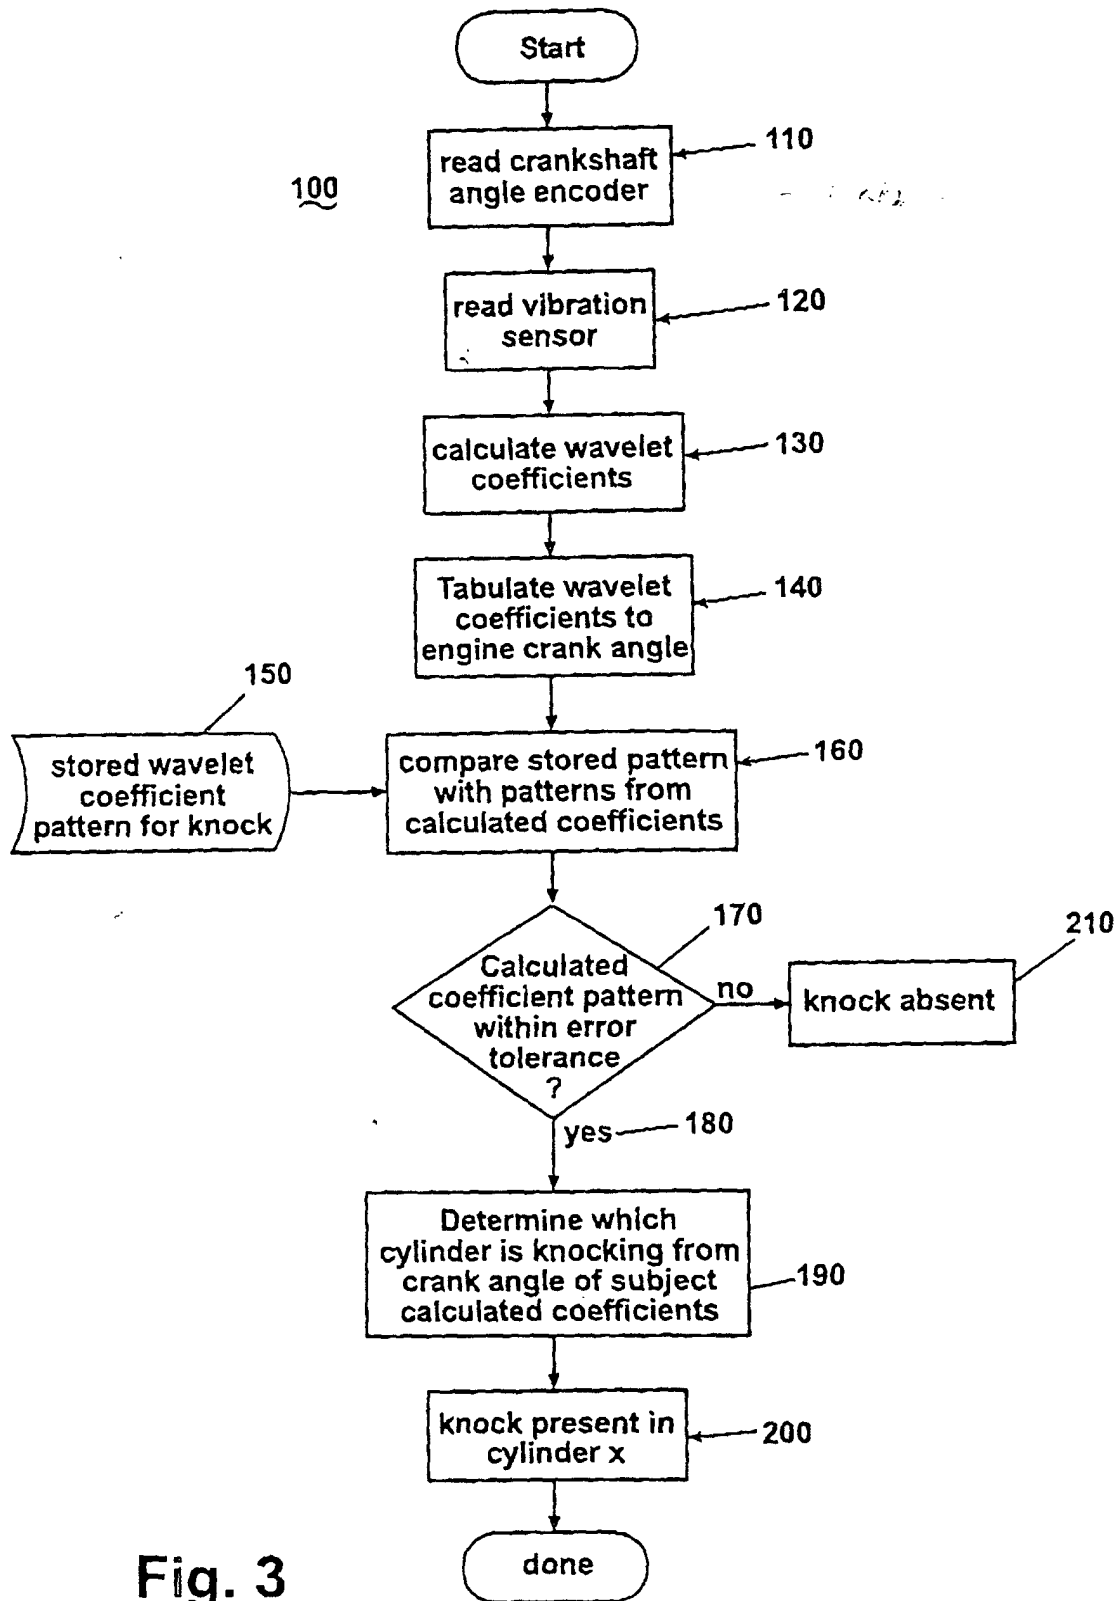 Start
110
read crankshaft
angle encoder
100
120
read vibration
sensor
130
calculate wavelet
coefficients
140
Tabulate wavelet
coefficients to
engine crank angle
150
stored wavelet
coefficient
pattern for knock
160
compare stored pattern
with patterns from
calculated coefficients
170
210
Calculated
coefficient pattern
within error
tolerance
?
no
knock absent
yes
180
Determine which
cylinder is knocking from
crank angle of subject
calculated coefficients
190
knock present in
cylinder x
200
done
Fig. 3